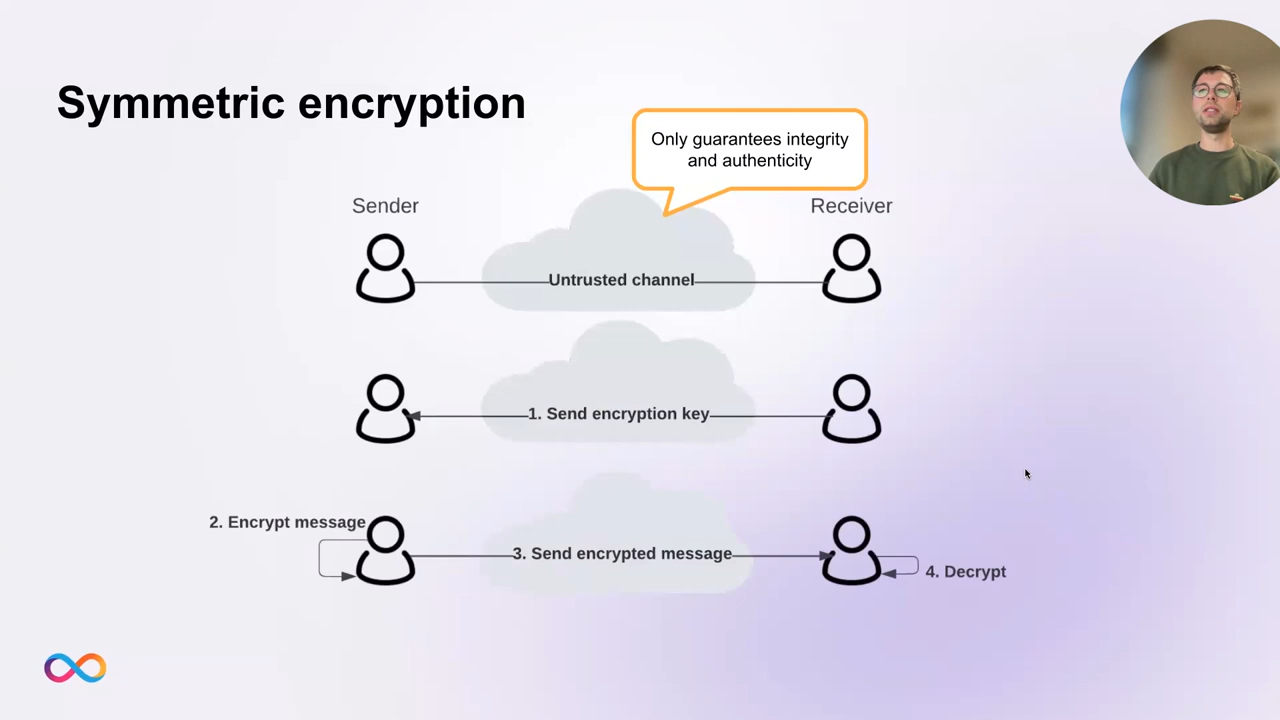 Symmetric encryption
Only guarantees integrity
and authenticity
Sender
Receiver
Untrusted channel
1. Send encryption key
2. Encrypt message
3. Send encrypted message
4. Decrypt